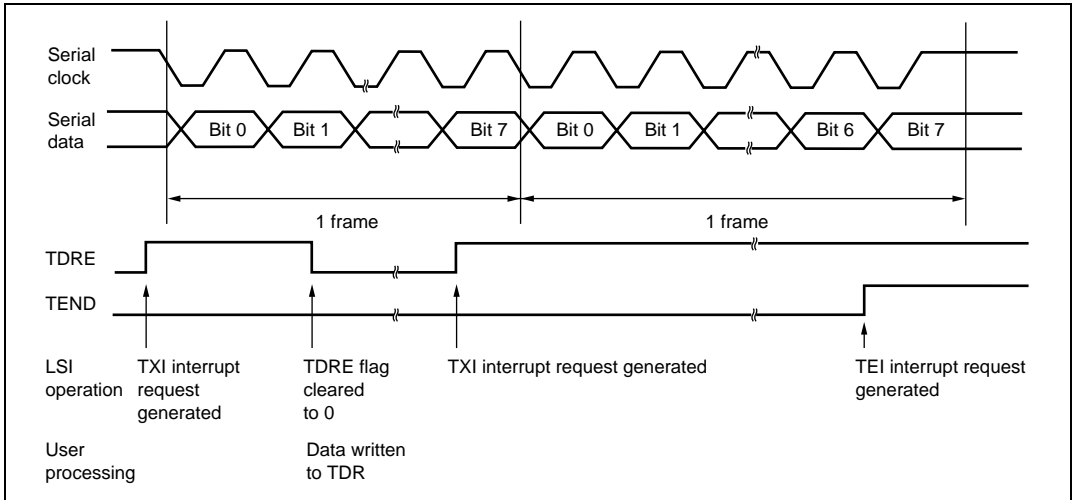 Serial
clock
Serial
data
Bit 0
Bit 1
Bit 7
Bit 0
Bit 1
Bit 6
Bit 7
1 frame
1 frame
TDRE
TEND
LSI
operation
TXI interrupt
request
generated
TDRE flag
cleared
to 0
TXI interrupt request generated
TEI interrupt request
generated
User
processing
Data written
to TDR